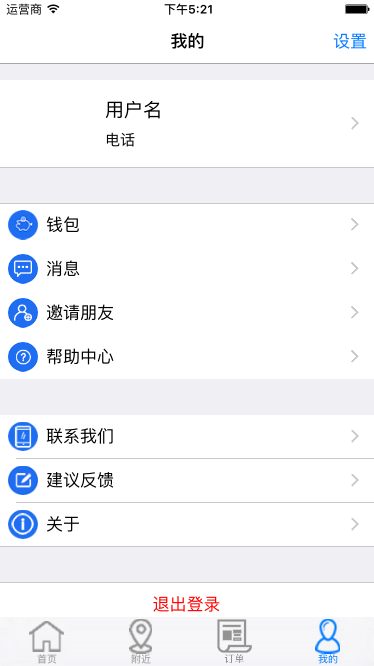 运营商 下午5:21
我的 设置
用户名
电话
钱包
消息
邀请朋友
帮助中心
联系我们
建议反馈
关于
退出登录
首页 附近 订单 我的